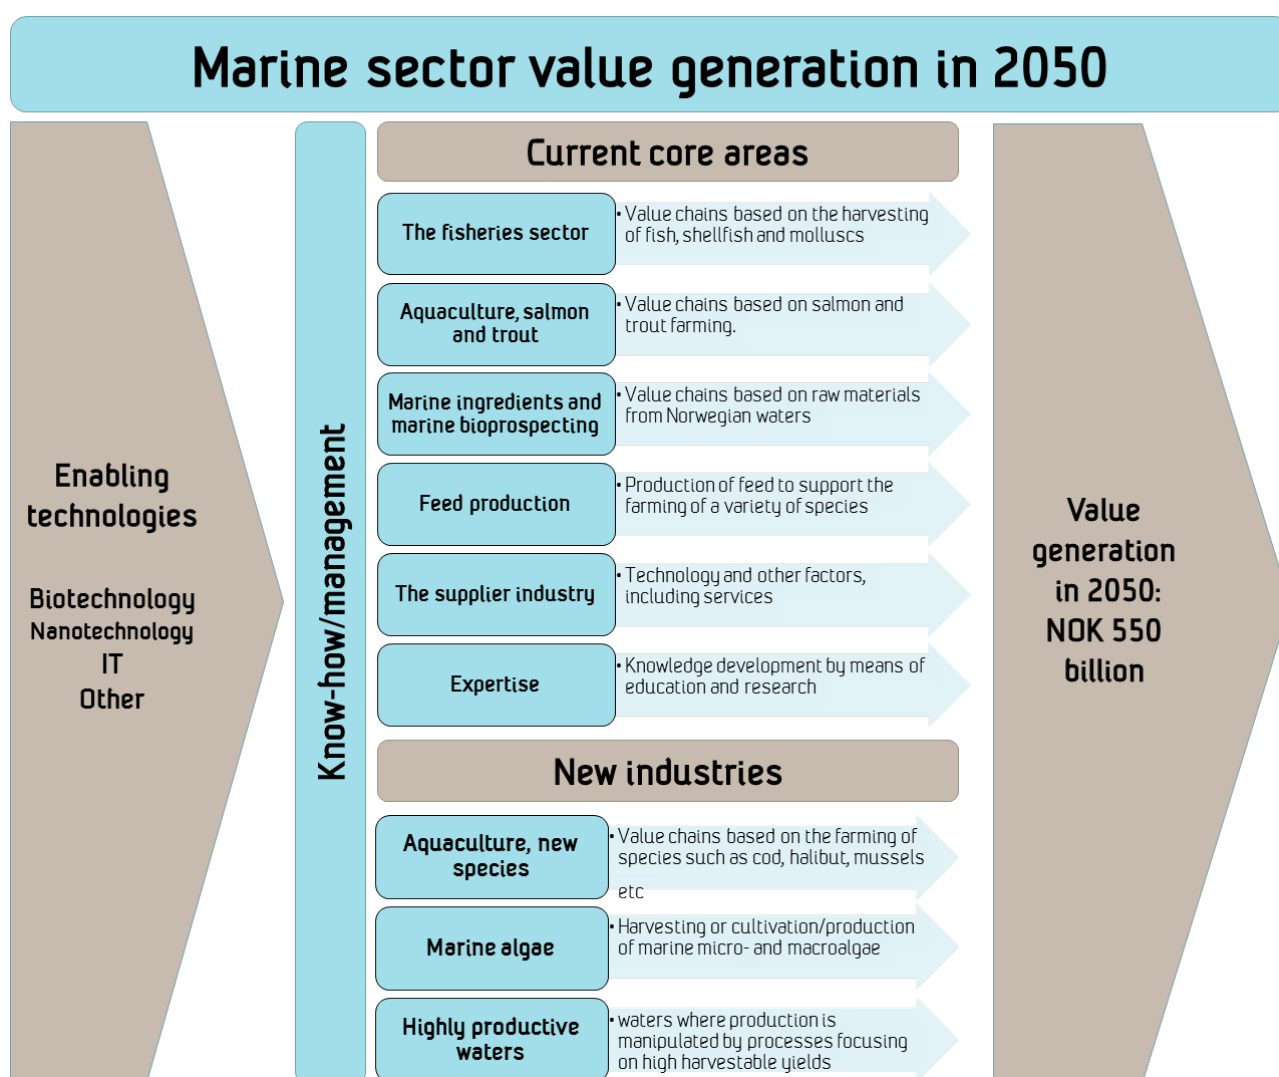 Marine sector value generation in 2050
Enabling
technologies
Biotechnology
Nanotechnology
IT
Other
Know-how/management
Current core areas
The fisheries sector
• Value chains based on the harvesting
of fish, shellfish and molluscs
Aquaculture, salmon
and trout
• Value chains based on salmon and
trout farming.
Marine ingredients and
marine bioprospecting
• Value chains based on raw materials
from Norwegian waters
Feed production
• Production of feed to support the
farming of a variety of species
The supplier industry
• Technology and other factors,
including services
Expertise
• Knowledge development by means of
education and research
New industries
Aquaculture, new
species
• Value chains based on the farming of
species such as cod, halibut, mussels
etc
Marine algae
• Harvesting or cultivation/production
of marine micro- and macroalgae
Highly productive
waters
• waters where production is
manipulated by processes focusing
on high harvestable yields
Value
generation
in 2050:
NOK 550
billion